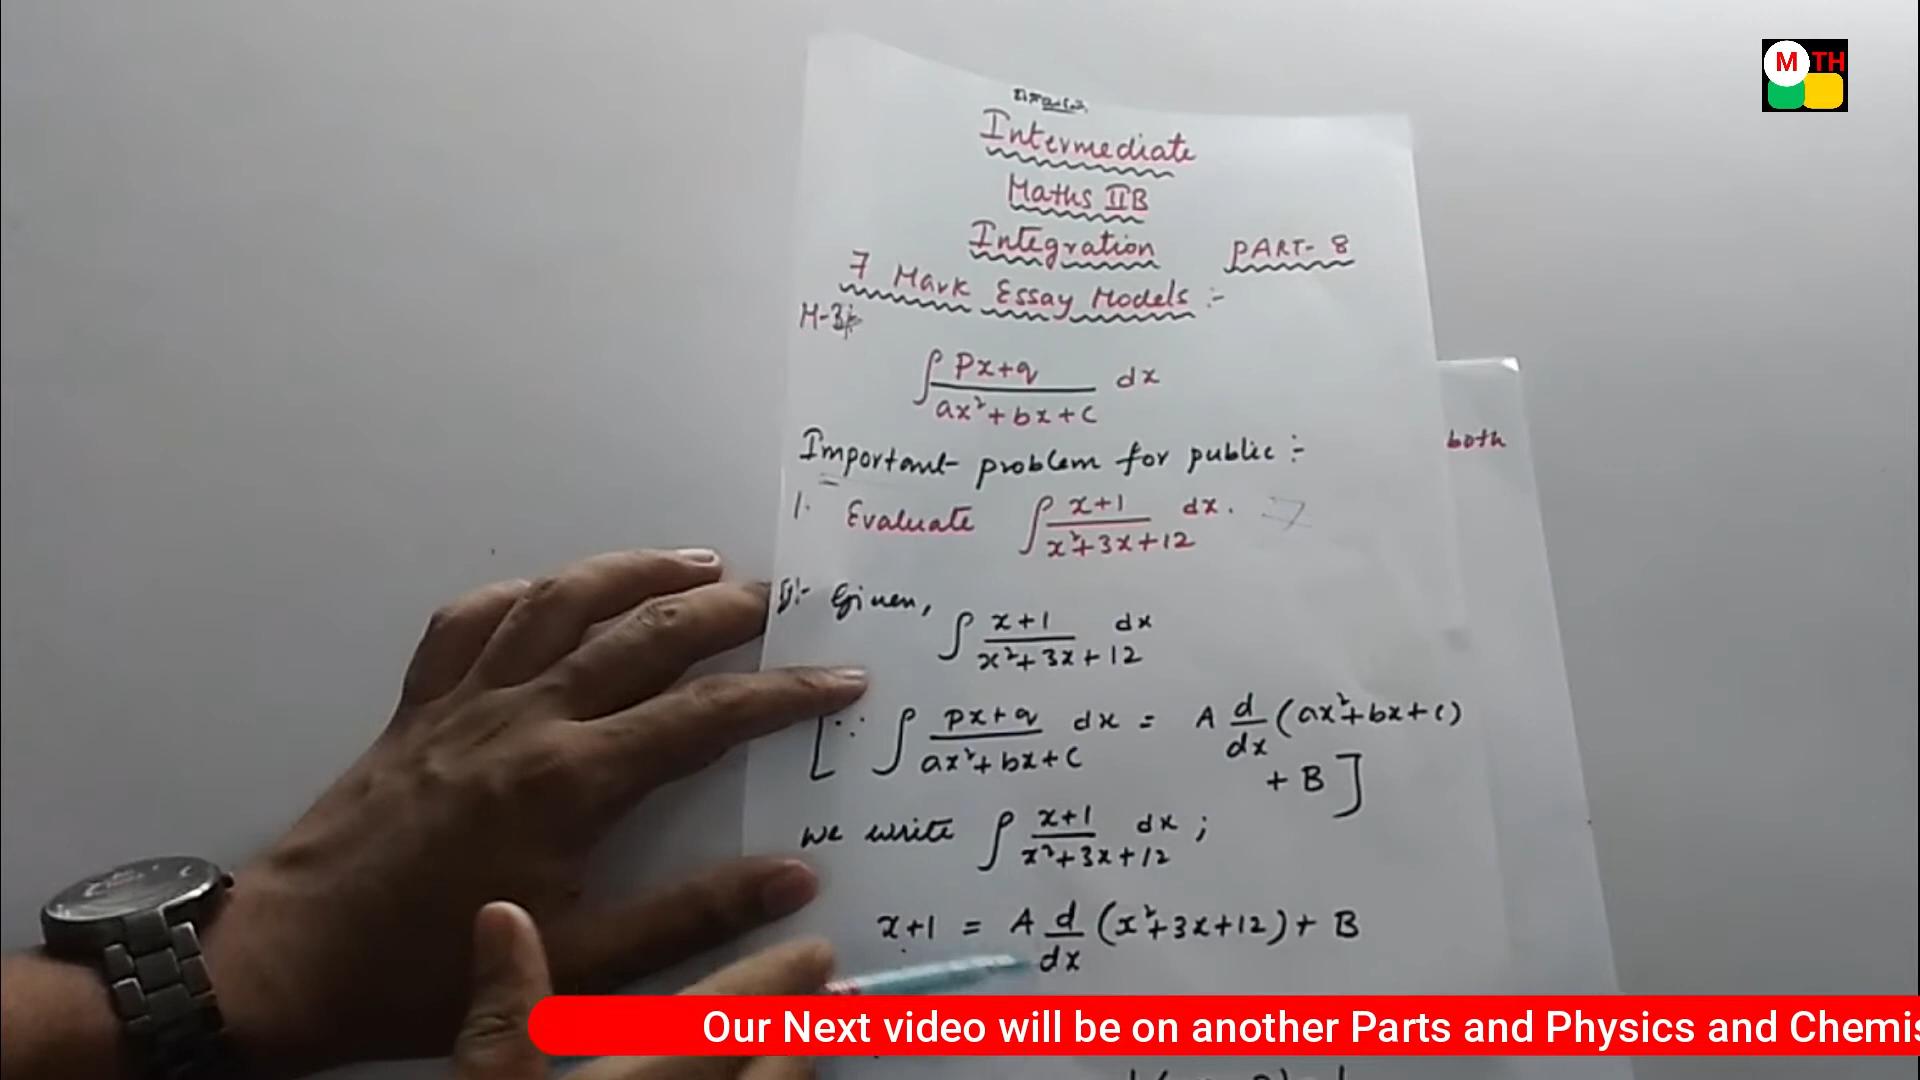 M TH
Intermediate
Maths IIB
Integration PART- 8
7 Mark Essay Models :-
M-3
∫ Px+q / ax²+bx+c dx
Important problem for public :-
both
1. Evaluate ∫ x+1 / x²+3x+12 dx.
Given,
∫ x+1 / x²+3x+12 dx
[∵ ∫ px+q / ax²+bx+c dx = A d/dx (ax²+bx+c)
+ B ]
we write ∫ x+1 / x²+3x+12 dx ;
x+1 = A d/dx (x²+3x+12) + B
Our Next video will be on another Parts and Physics and Chemis